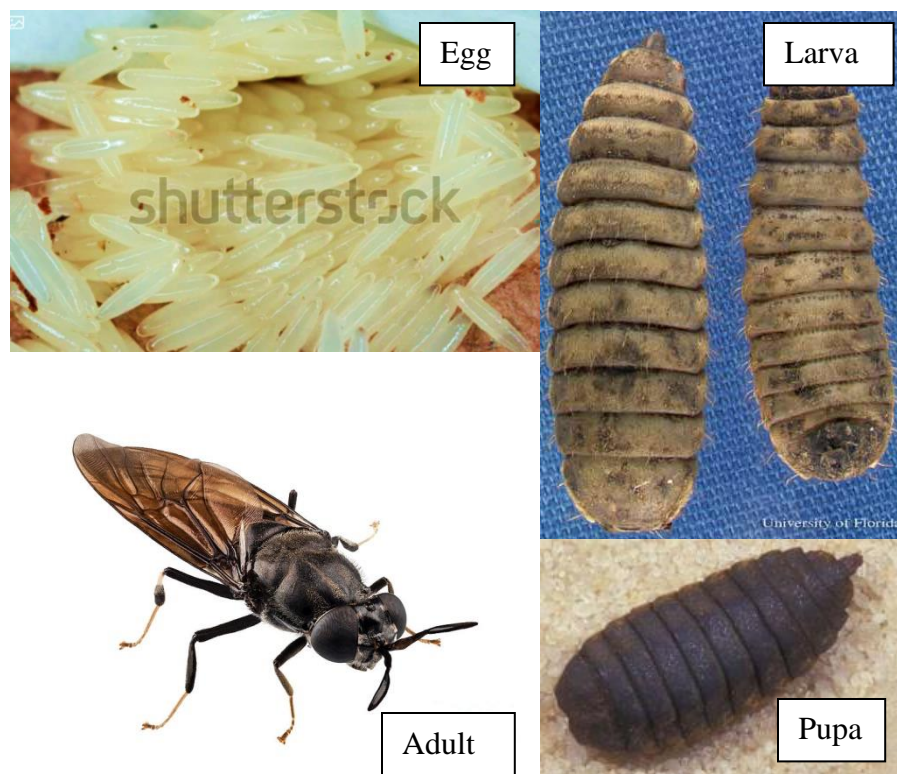 Egg
Larva
shutterstock
University of Florida
Adult
Pupa